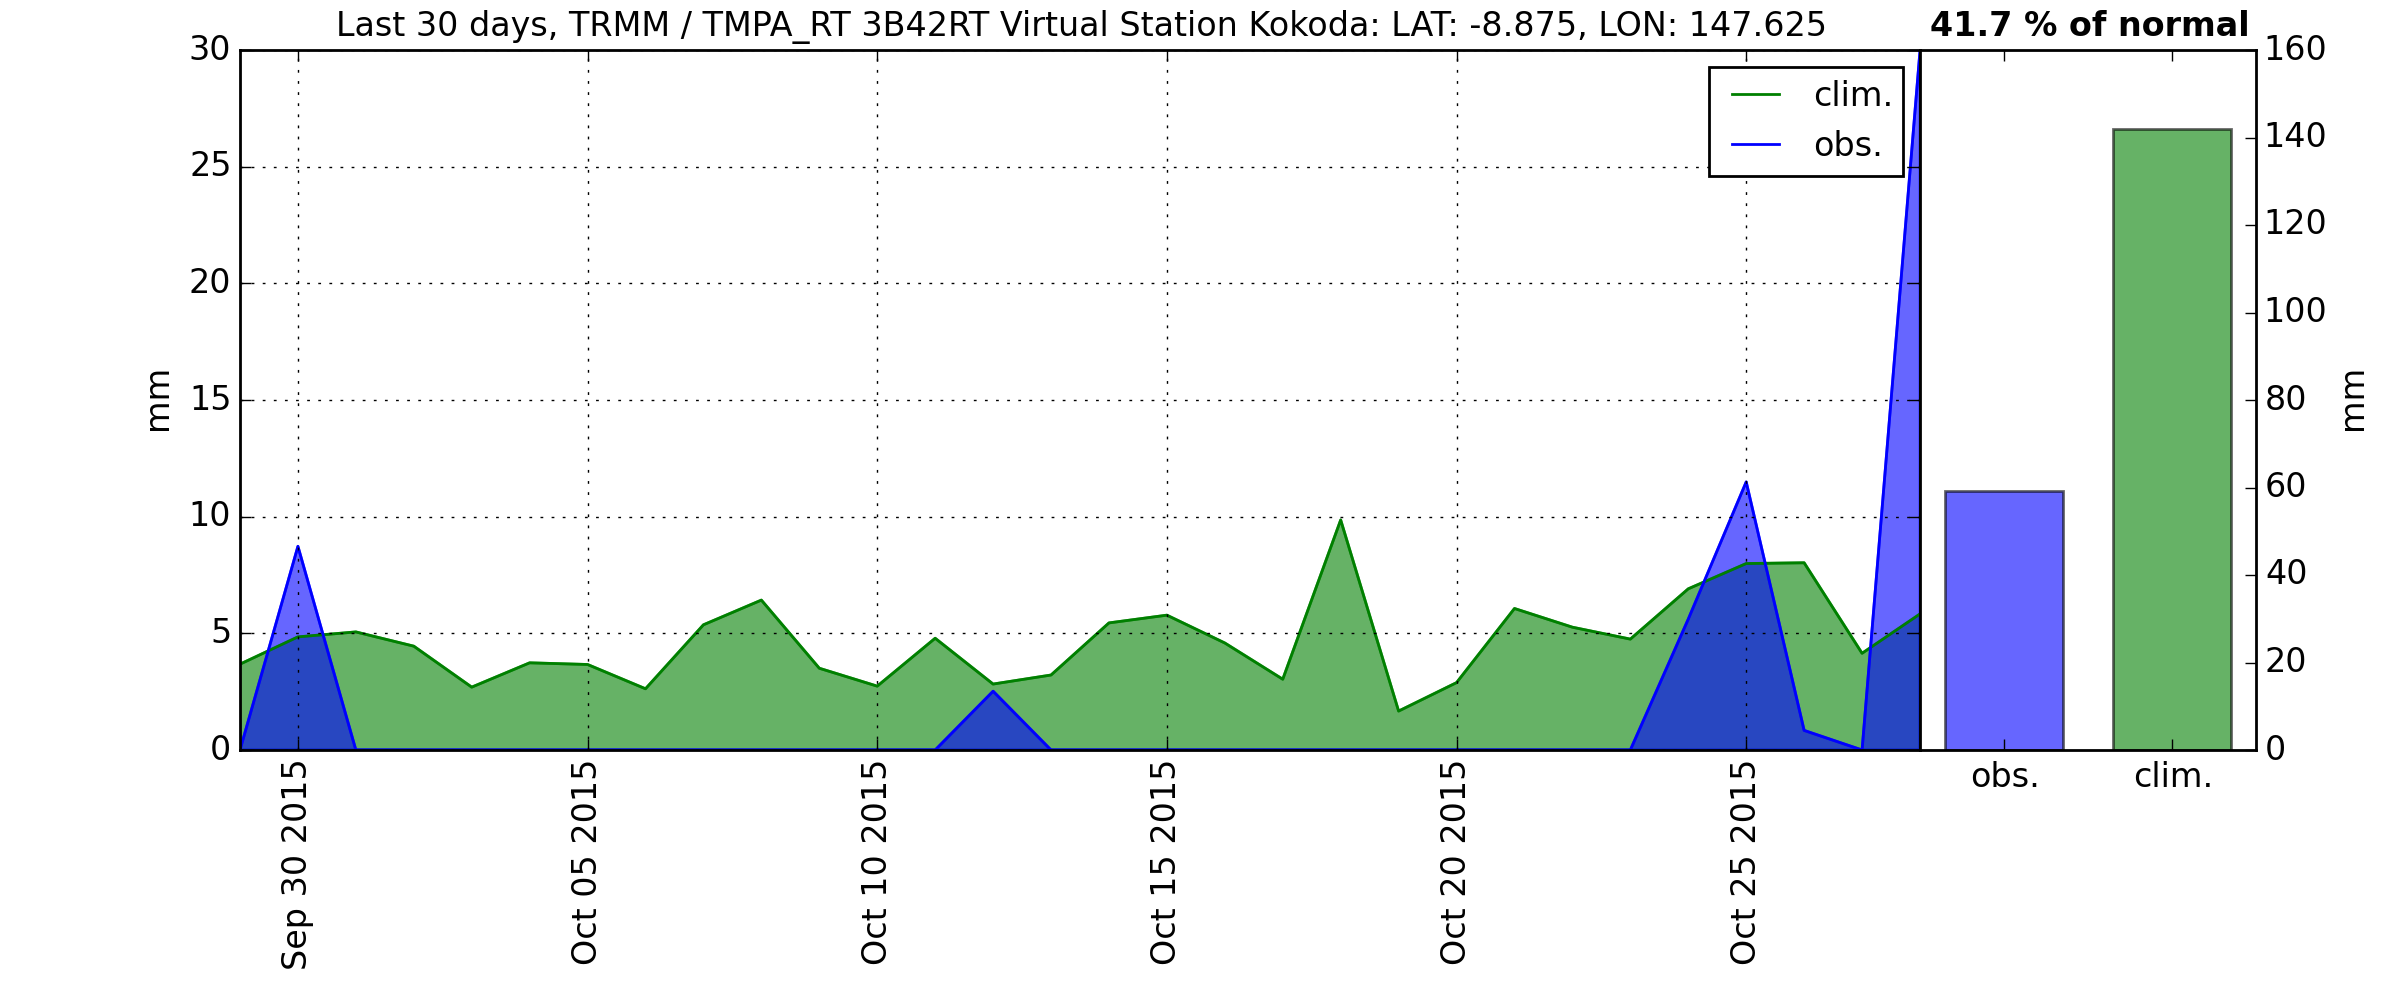 Last 30 days, TRMM / TMPA_RT 3B42RT Virtual Station Kokoda: LAT: -8.875, LON: 147.625
41.7 % of normal
30
25
20
15
10
5
0
mm
clim.
obs.
160
140
120
100
80
60
40
20
0
mm
Sep 30 2015
Oct 05 2015
Oct 10 2015
Oct 15 2015
Oct 20 2015
Oct 25 2015
obs.
clim.